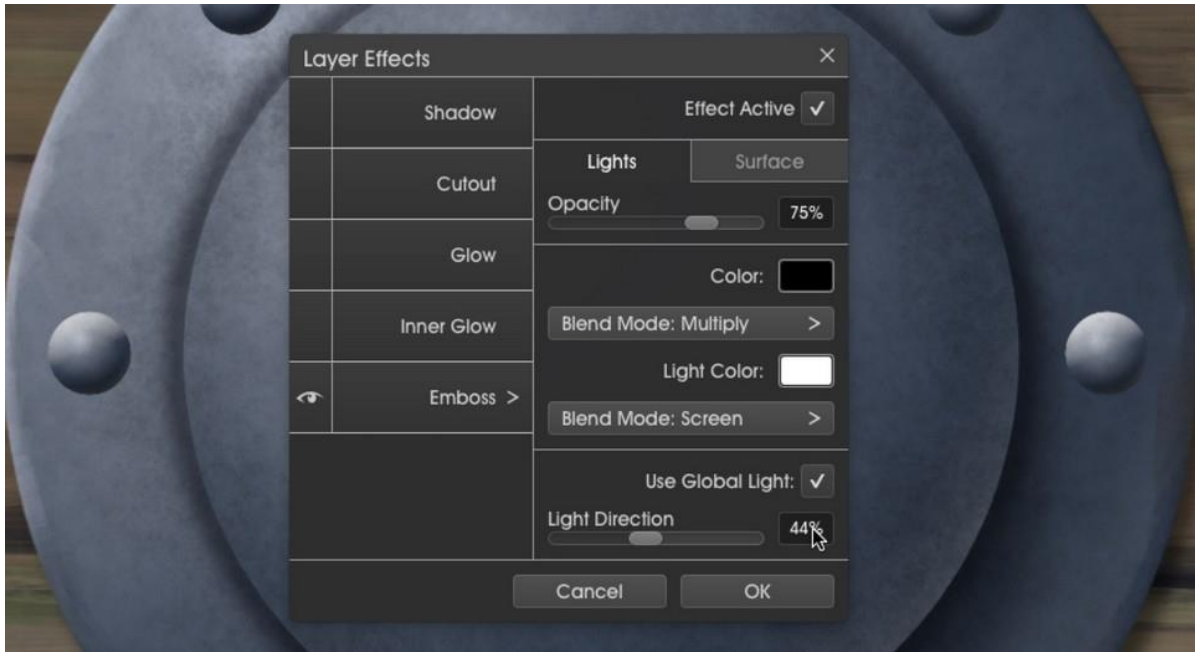 Layer Effects
Shadow
Cutout
Glow
Inner Glow
Emboss >
Effect Active
Lights
Surface
Opacity
75%
Color:
Blend Mode: Multiply >
Light Color:
Blend Mode: Screen >
Use Global Light:
Light Direction
44%
Cancel
OK